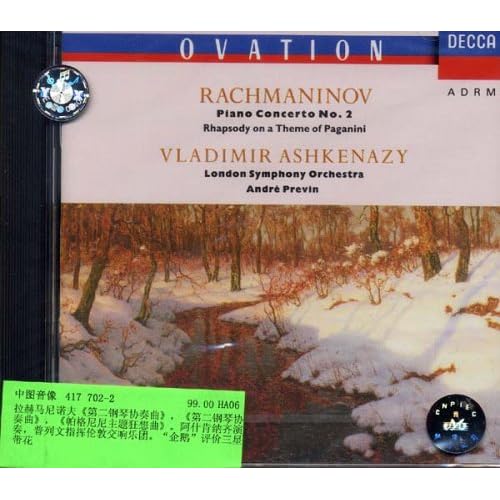 OVATION
DECCA
ADRM
RACHMANINOV
Piano Concerto No. 2
Rhapsody on a Theme of Paganini
VLADIMIR ASHKENAZY
London Symphony Orchestra
André Previn
中图音像 417 702-2 99.00 HA06
拉赫马尼诺夫《第二钢琴协奏曲》,《第二钢琴协
奏曲》,《帕格尼尼主题狂想曲》。阿什肯纳齐演
奏,普列文指挥伦敦交响乐团。“企鹅”评价三星
带花
CNPIEC